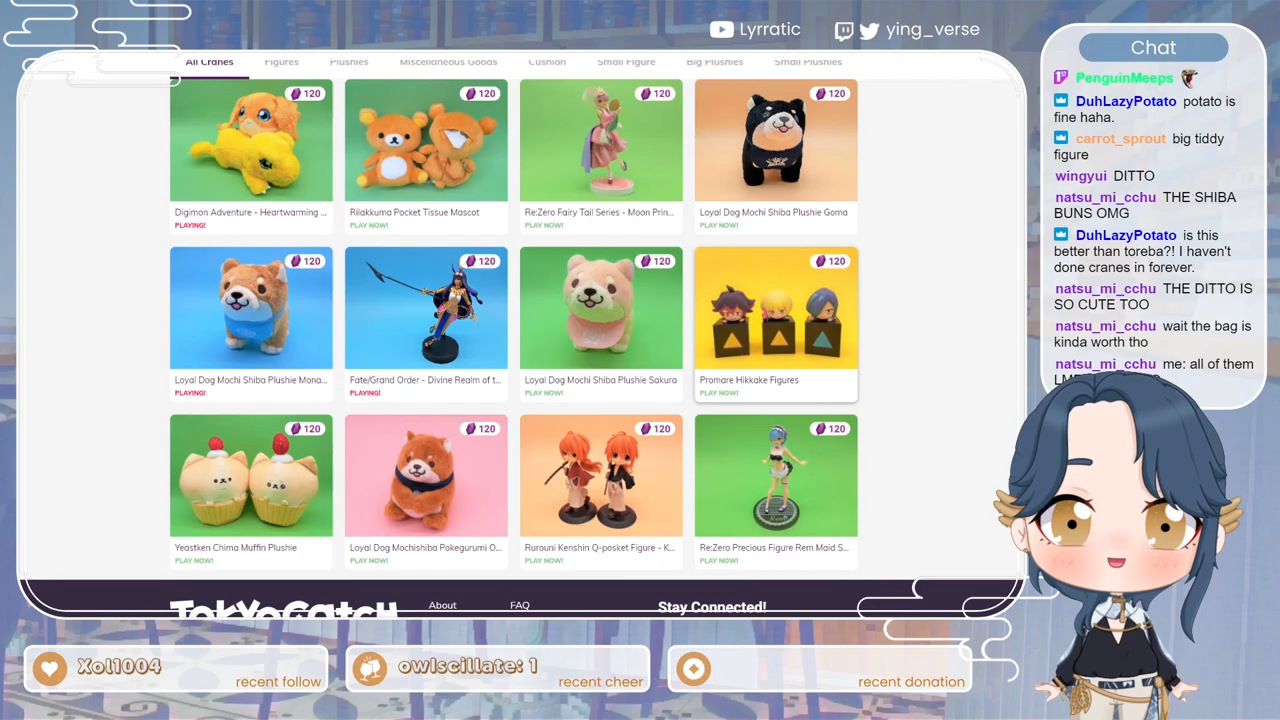 Lyrratic
ying_verse
All Cranes
Figures
Plushies
Miscellaneous Goods
Cushion
Small Figure
Big Plushies
Small Plushies
120
120
120
120
Digimon Adventure - Heartwarming ...
Rilakkuma Pocket Tissue Mascot
Re:Zero Fairy Tail Series - Moon Prin...
Loyal Dog Mochi Shiba Plushie Goma
PLAYING!
PLAY NOW!
PLAY NOW!
PLAY NOW!
120
120
120
120
Loyal Dog Mochi Shiba Plushie Mona...
Fate/Grand Order - Divine Realm of t...
Loyal Dog Mochi Shiba Plushie Sakura
Promare Hikkake Figures
PLAYING!
PLAYING!
PLAY NOW!
PLAY NOW!
120
120
120
120
Yeastken Chima Muffin Plushie
Loyal Dog Mochishiba Pokegurumi O...
Rurouni Kenshin Q-posket Figure - K...
Re:Zero Precious Figure Rem Maid S...
PLAY NOW!
PLAY NOW!
PLAY NOW!
PLAY NOW!
TokyoCatch
About
FAQ
Stay Connected!
Chat
PenguinMeeps
DuhLazyPotato potato is
fine haha.
carrot_sprout big tiddy
figure
wingyui DITTO
natsu_mi_cchu THE SHIBA
BUNS OMG
DuhLazyPotato is this
better than toreba?! I haven't
done cranes in forever.
natsu_mi_cchu THE DITTO IS
SO CUTE TOO
natsu_mi_cchu wait the bag is
kinda worth tho
natsu_mi_cchu me: all of them
Xol1004
recent follow
owlscillate: 1
recent cheer
recent donation